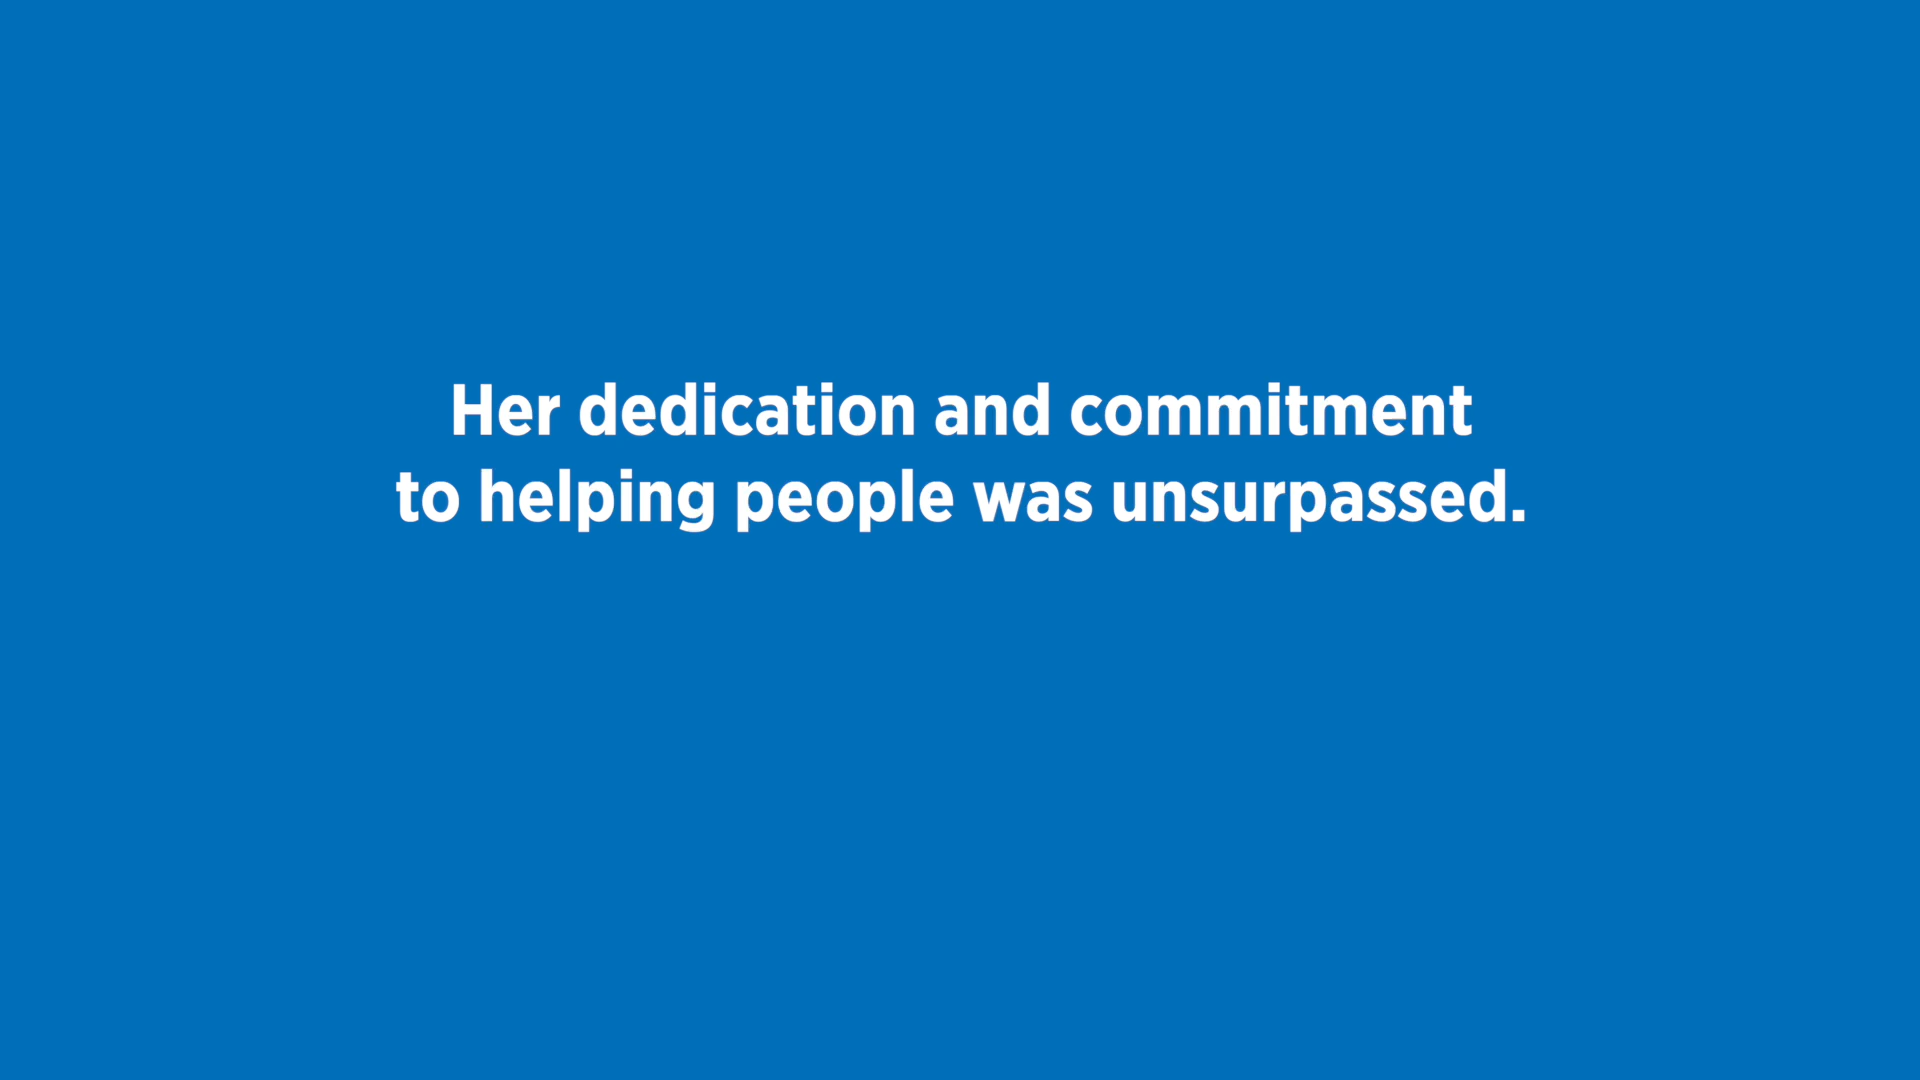 Her dedication and commitment
to helping people was unsurpassed.